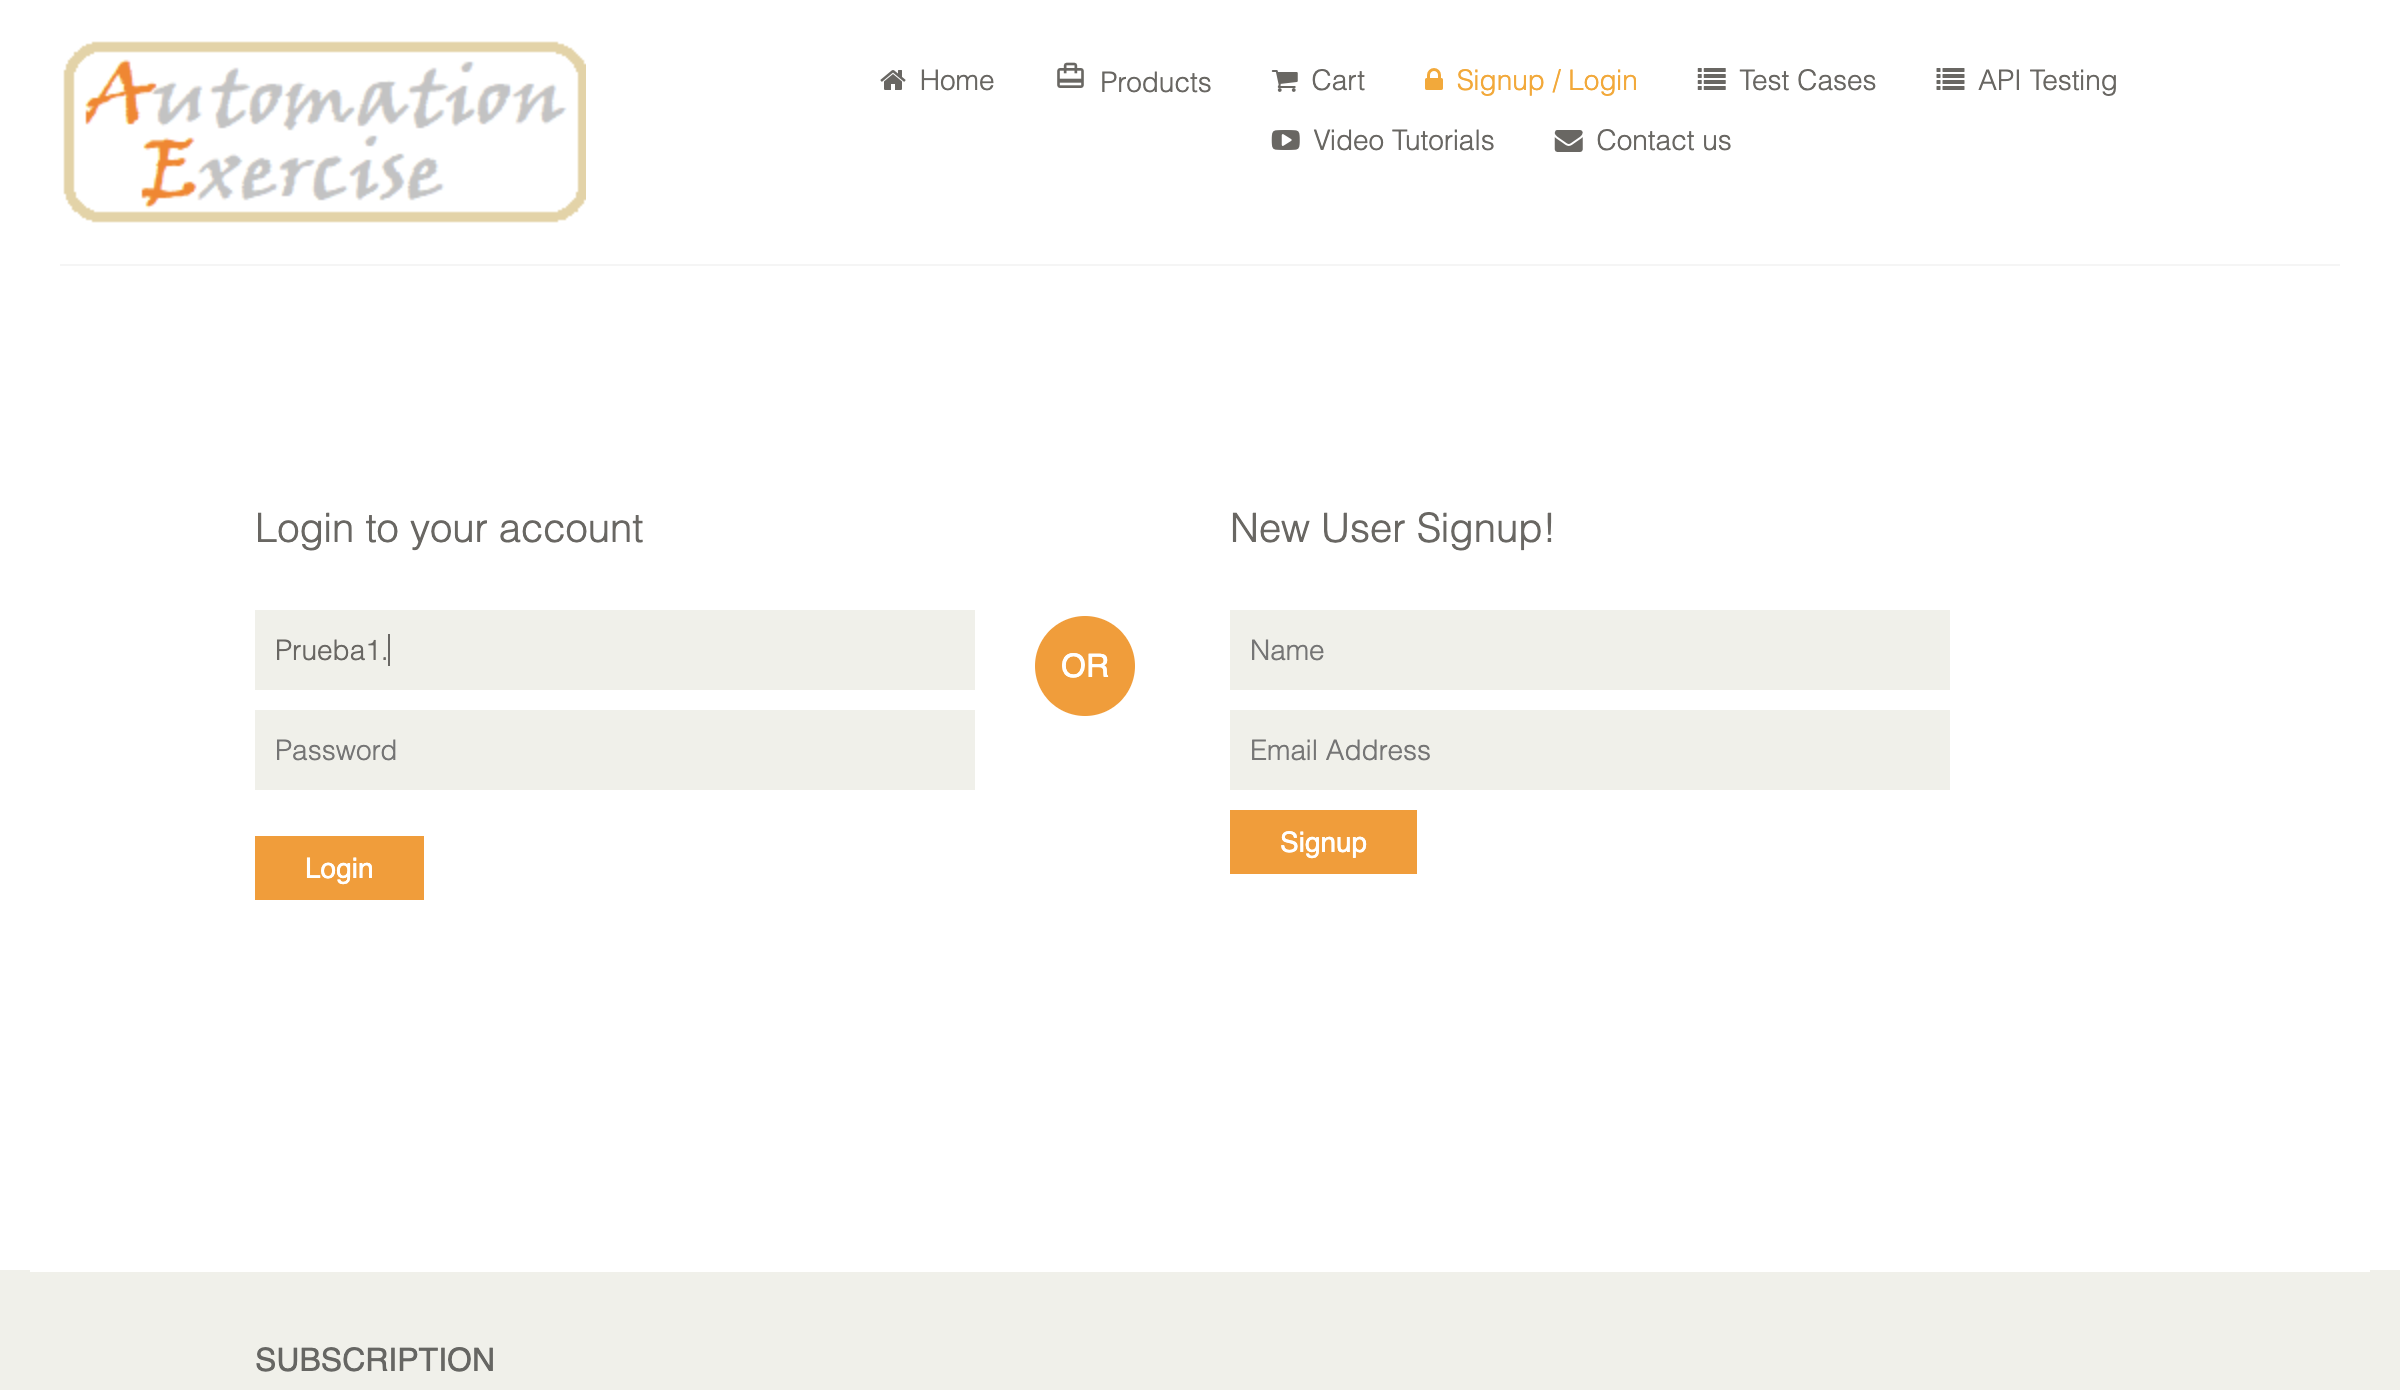 Automation
Exercise
Home
Products
Cart
Signup / Login
Test Cases
API Testing
Video Tutorials
Contact us
Login to your account
Prueba1.
Password
Login
OR
New User Signup!
Name
Email Address
Signup
SUBSCRIPTION